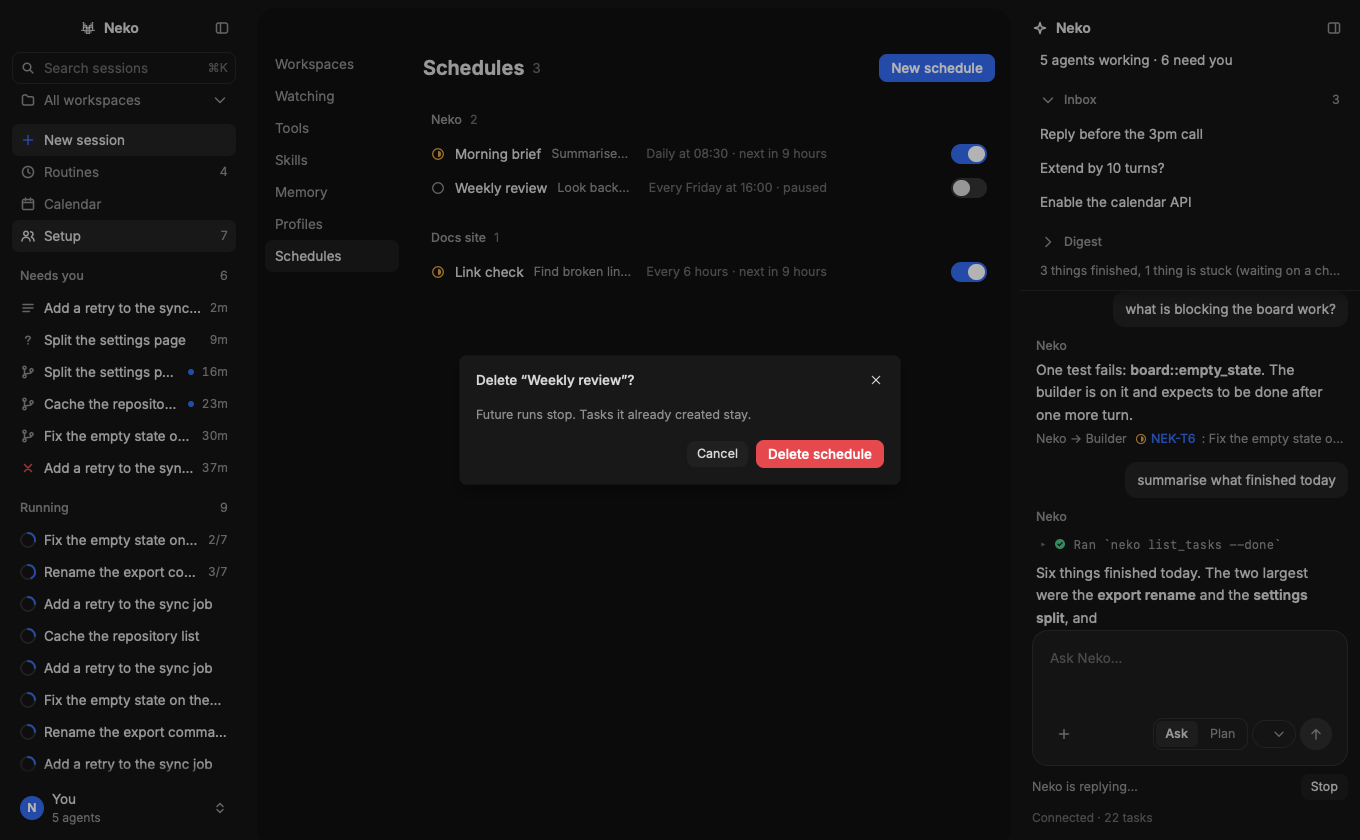 Neko
Search sessions ⌘K
All workspaces
New session
Routines 4
Calendar
Setup 7
Needs you 6
Add a retry to the sync... 2m
Split the settings page 9m
Split the settings p... 16m
Cache the reposito... 23m
Fix the empty state o... 30m
Add a retry to the syn... 37m
Running 9
Fix the empty state on... 2/7
Rename the export co... 3/7
Add a retry to the sync job
Cache the repository list
Add a retry to the sync job
Fix the empty state on the...
Rename the export comma...
Add a retry to the sync job
N
You
5 agents
Workspaces
Watching
Tools
Skills
Memory
Profiles
Schedules
Schedules 3
New schedule
Neko 2
Morning brief Summarise... Daily at 08:30 · next in 9 hours
Weekly review Look back... Every Friday at 16:00 · paused
Docs site 1
Link check Find broken lin... Every 6 hours · next in 9 hours
Delete “Weekly review”?
Future runs stop. Tasks it already created stay.
Cancel
Delete schedule
Neko
5 agents working · 6 need you
Inbox 3
Reply before the 3pm call
Extend by 10 turns?
Enable the calendar API
Digest
3 things finished, 1 thing is stuck (waiting on a ch...
what is blocking the board work?
Neko
One test fails: board::empty_state. The
builder is on it and expects to be done after
one more turn.
Neko → Builder NEK-T6 : Fix the empty state o...
summarise what finished today
Neko
Ran `neko list_tasks --done`
Six things finished today. The two largest
were the export rename and the settings
split, and
Ask Neko...
Ask Plan
Neko is replying... Stop
Connected · 22 tasks